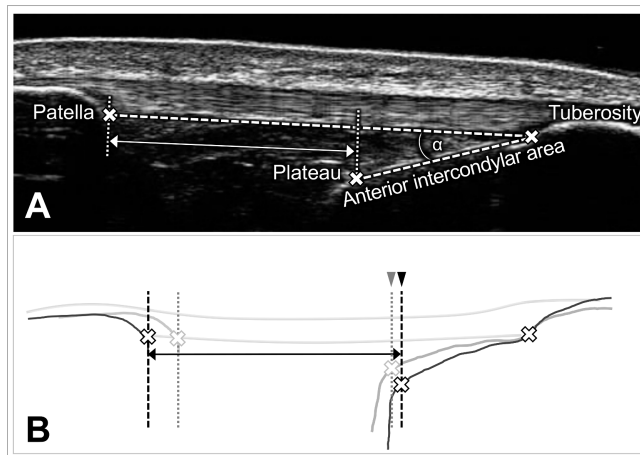 Patella
Tuberosity
α
Plateau
Anterior intercondylar area
A
B